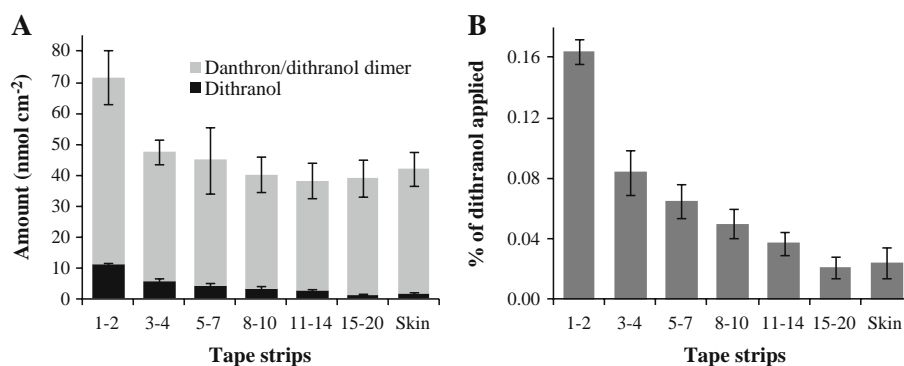 A
Amount (nmol cm-2)
80
70
60
50
40
30
20
10
0
Danthron/dithranol dimer
Dithranol
1-2 3-4 5-7 8-10 11-14 15-20 Skin
Tape strips
B
% of dithranol applied
0.16
0.12
0.08
0.04
0.00
1-2 3-4 5-7 8-10 11-14 15-20 Skin
Tape strips